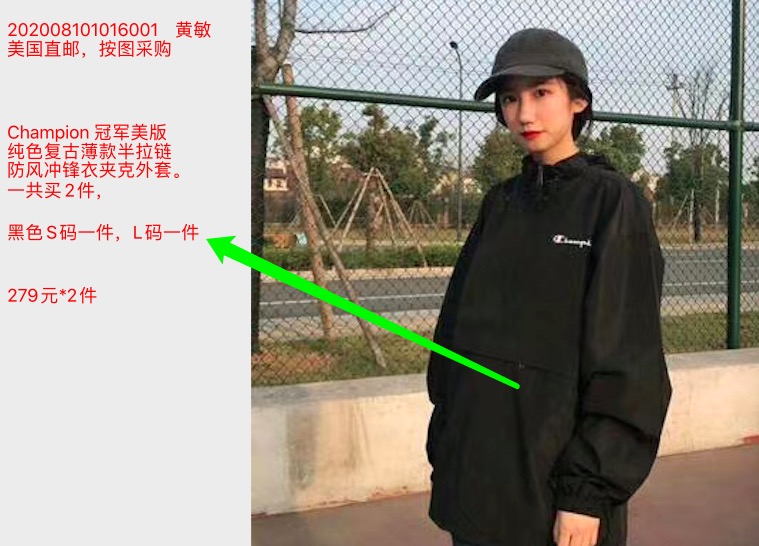 202008101016001 黄敏
美国直邮，按图采购
Champion 冠军美版
纯色复古薄款半拉链
防风冲锋衣夹克外套。
一共买2件，
黑色S码一件，L码一件
279元*2件
Champi